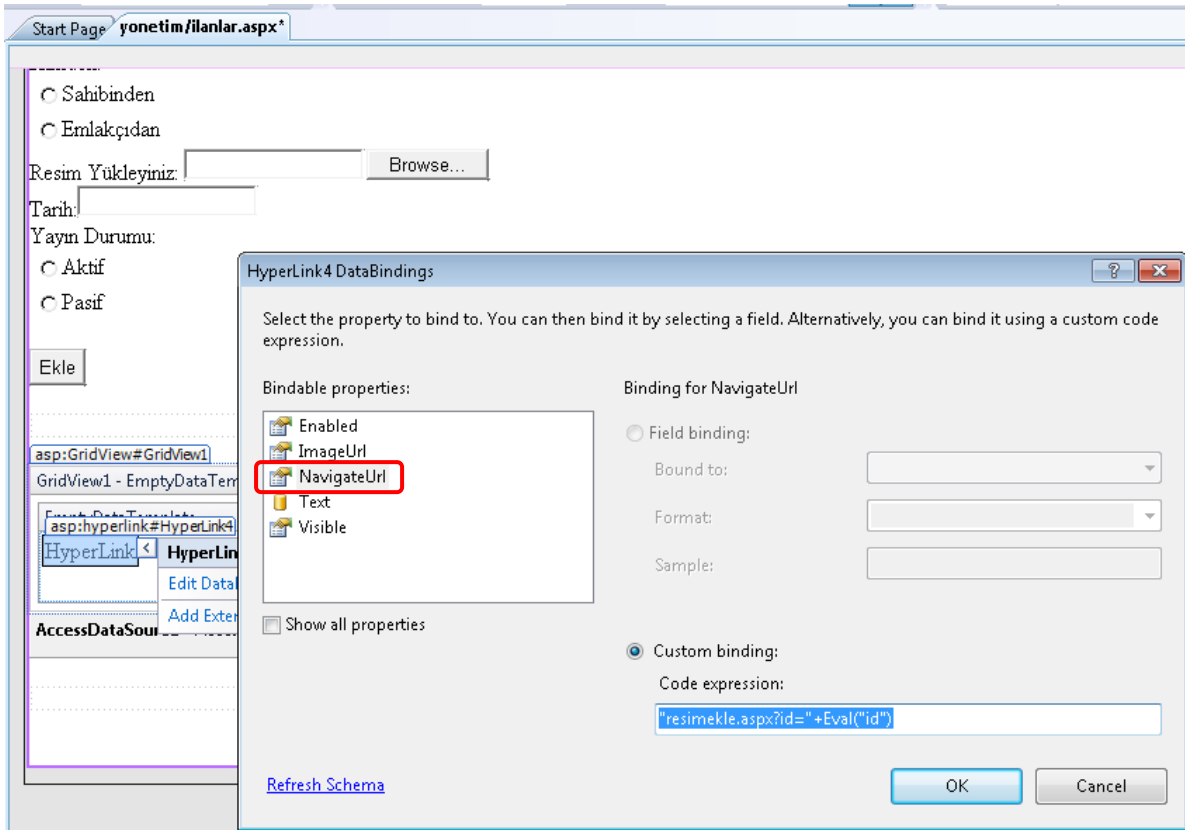 Start Page
yonetim/ilanlar.aspx*
Sahibinden
Emlakçıdan
Resim Yükleyiniz:
Browse...
Tarih:
Yayın Durumu:
Aktif
Pasif
Ekle
asp:GridView#GridView1
GridView1 - EmptyDataTem
EmptyDataTemplate
asp:hyperlink#HyperLink4
HyperLink
HyperLin
Edit Datal
Add Exter
AccessDataSour
HyperLink4 DataBindings
Select the property to bind to. You can then bind it by selecting a field. Alternatively, you can bind it using a custom code
expression.
Bindable properties:
Enabled
ImageUrl
NavigateUrl
Text
Visible
Show all properties
Binding for NavigateUrl
Field binding:
Bound to:
Format:
Sample:
Custom binding:
Code expression:
"resimekle.aspx?id="+Eval("id")
Refresh Schema
OK
Cancel